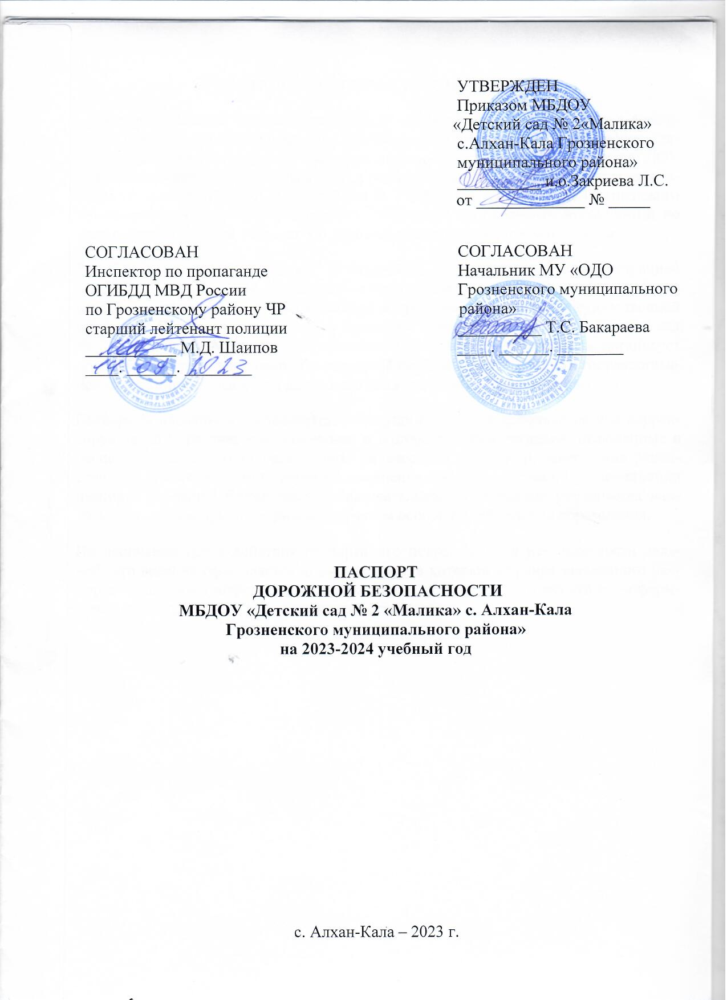 УТВЕРЖДЕН
Приказом МБДОУ
«Детский сад № 2«Малика»
с.Алхан-Кала Грозненского
муниципального района»
__________ и.о.Закриева Л.С.
от _____________ № _____
СОГЛАСОВАН
Инспектор по пропаганде
ОГИБДД МВД России
по Грозненскому району ЧР
старший лейтенант полиции
___________ М.Д. Шаипов
14. 09. 2023
СОГЛАСОВАН
Начальник МУ «ОДО
Грозненского муниципального
района»
__________ Т.С. Бакараева
____. ______. ________
ПАСПОРТ
ДОРОЖНОЙ БЕЗОПАСНОСТИ
МБДОУ «Детский сад № 2 «Малика» с. Алхан-Кала
Грозненского муниципального района»
на 2023-2024 учебный год
с. Алхан-Кала – 2023 г.